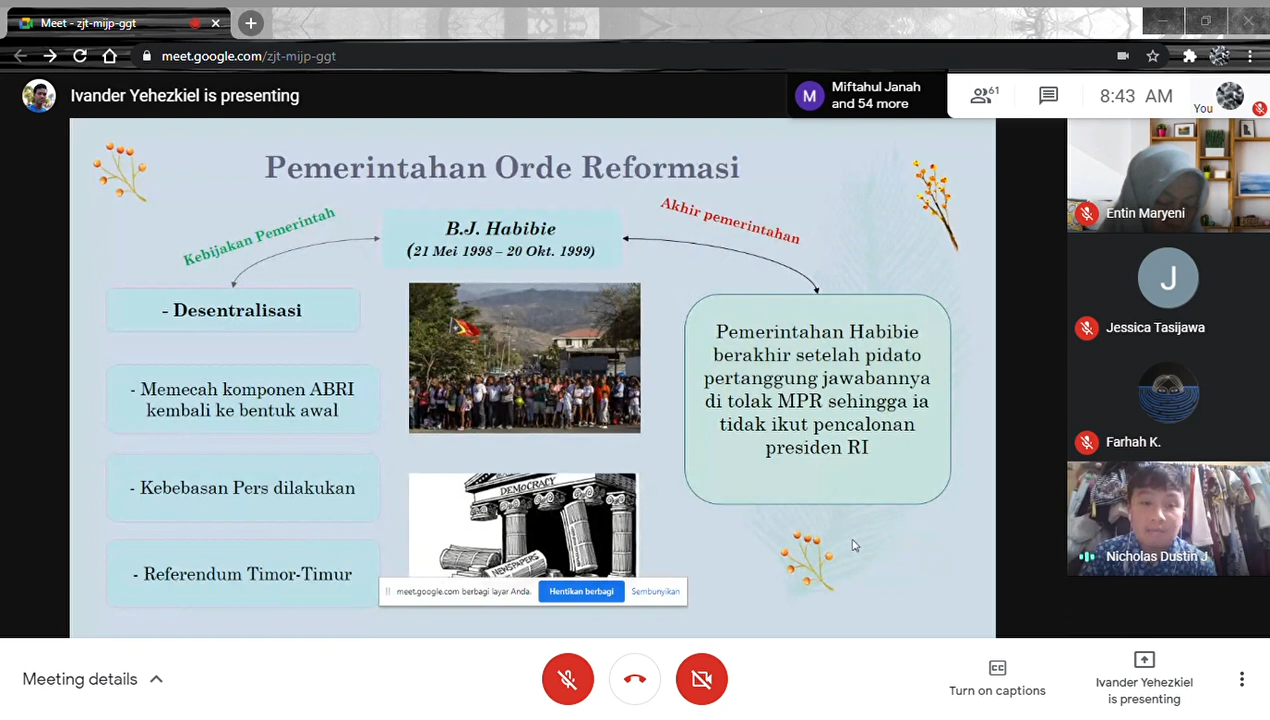 Meet - zjt-mijp-ggt
meet.google.com/zjt-mijp-ggt
Ivander Yehezkiel is presenting
M
Miftahul Janah
and 54 more
61
8:43 AM
You
Pemerintahan Orde Reformasi
Kebijakan Pemerintah
B.J. Habibie
(21 Mei 1998 – 20 Okt. 1999)
Akhir pemerintahan
- Desentralisasi
- Memecah komponen ABRI
kembali ke bentuk awal
- Kebebasan Pers dilakukan
- Referendum Timor-Timur
Pemerintahan Habibie
berakhir setelah pidato
pertanggung jawabannya
di tolak MPR sehingga ia
tidak ikut pencalonan
presiden RI
DEMOCRACY
NEWSPAPERS
meet.google.com berbagi layar Anda.
Hentikan berbagi
Sembunyikan
Entin Maryeni
J
Jessica Tasijawa
Farhah K.
Nicholas Dustin J
Meeting details
CC
Turn on captions
Ivander Yehezkiel
is presenting